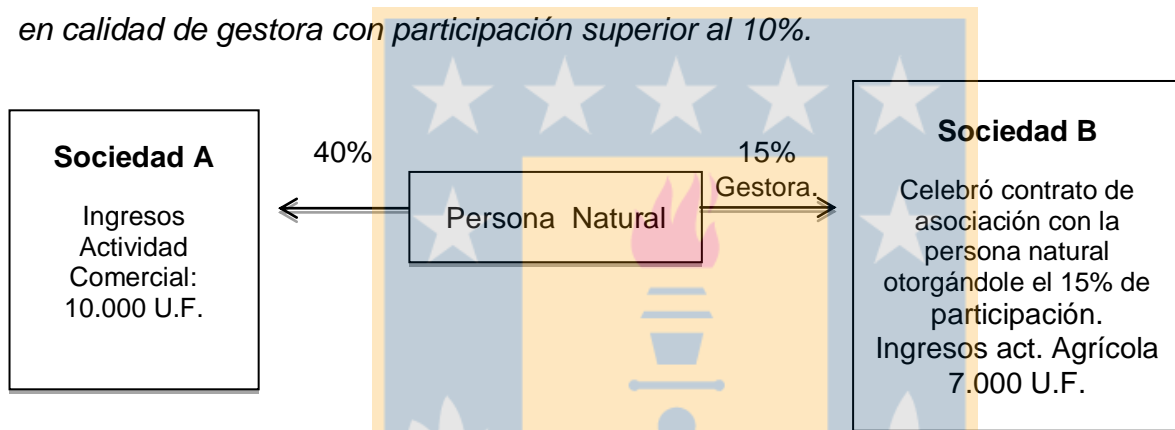 en calidad de gestora con participación superior al 10%.
Sociedad A
Ingresos
Actividad
Comercial:
10.000 U.F.
40%
Persona Natural
15%
Gestora.
Sociedad B
Celebró contrato de
asociación con la
persona natural
otorgándole el 15% de
participación.
Ingresos act. Agrícola
7.000 U.F.